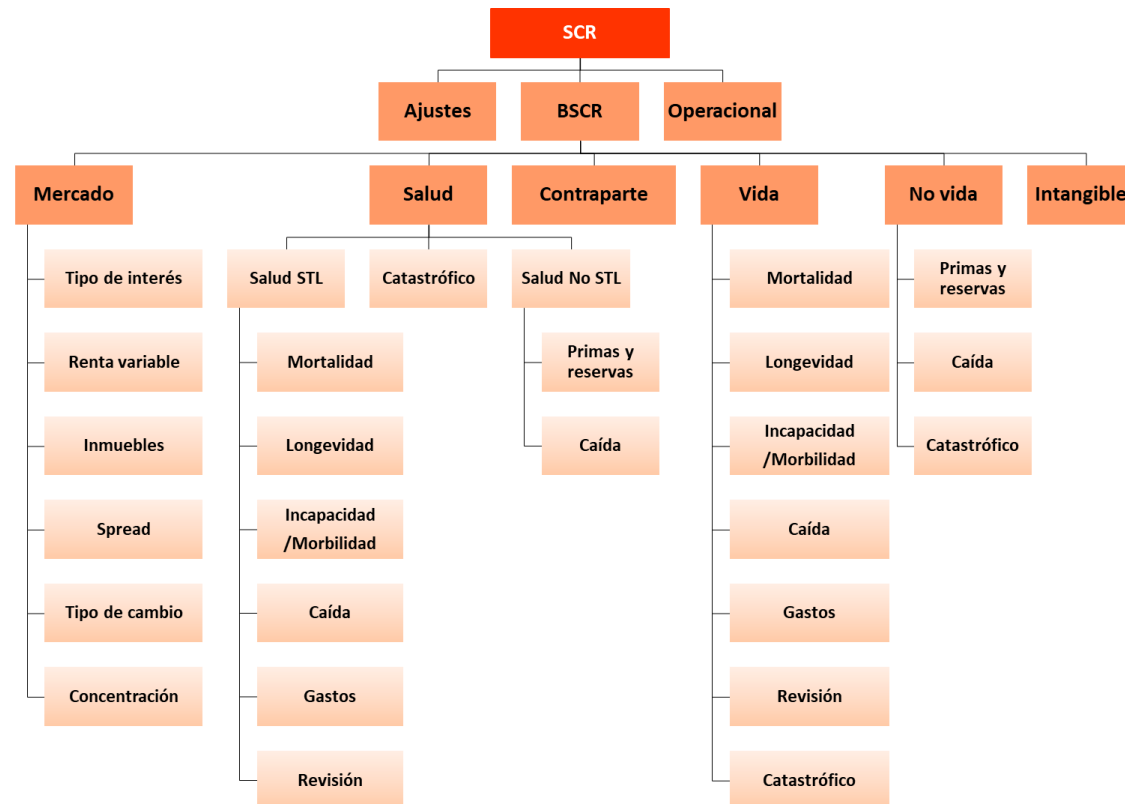 SCR
Ajustes
BSCR
Operacional
Mercado
Salud
Contraparte
Vida
No vida
Intangible
Tipo de interés
Renta variable
Inmuebles
Spread
Tipo de cambio
Concentración
Salud STL
Mortalidad
Longevidad
Incapacidad
/Morbilidad
Caída
Gastos
Revisión
Catastrófico
Salud No STL
Primas y
reservas
Caída
Mortalidad
Longevidad
Incapacidad
/Morbilidad
Caída
Gastos
Revisión
Catastrófico
Primas y
reservas
Caída
Catastrófico